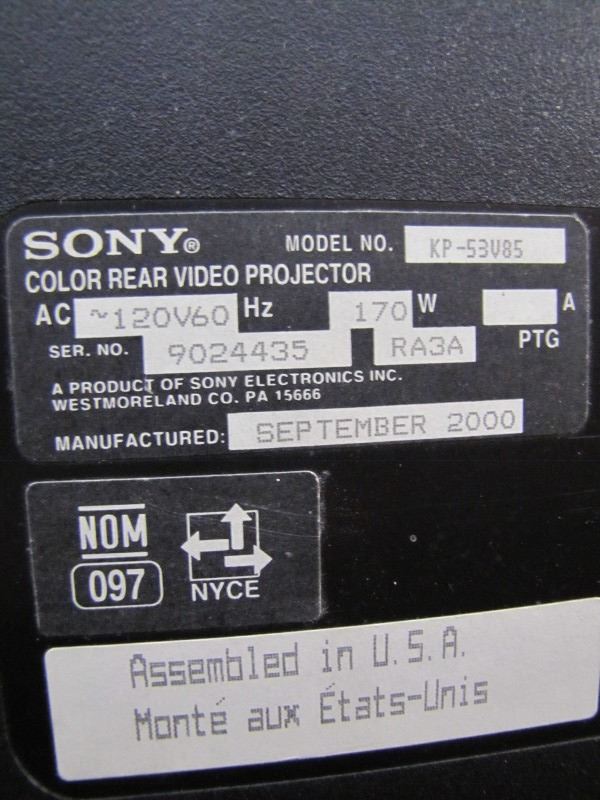 SONY® MODEL NO. KP-53V85
COLOR REAR VIDEO PROJECTOR
AC ~120V60 Hz 170 W A
SER. NO. 9024435 RA3A PTG
A PRODUCT OF SONY ELECTRONICS INC.
WESTMORELAND CO. PA 15666
MANUFACTURED: SEPTEMBER 2000
NOM
097
NYCE
Assembled in U.S.A.
Monté aux États-Unis